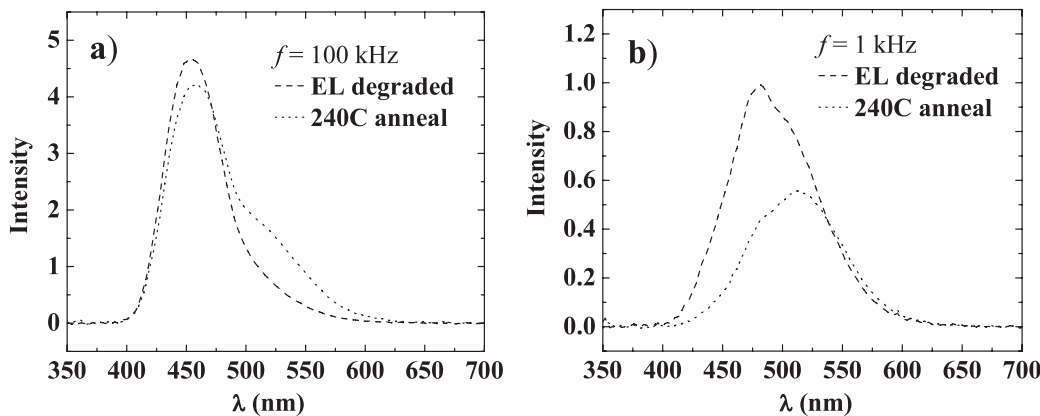 a)
f = 100 kHz
EL degraded
240C anneal
Intensity
5
4
3
2
1
0
350 400 450 500 550 600 650 700
λ (nm)
b)
f = 1 kHz
EL degraded
240C anneal
Intensity
1.2
1.0
0.8
0.6
0.4
0.2
0.0
350 400 450 500 550 600 650 700
λ (nm)